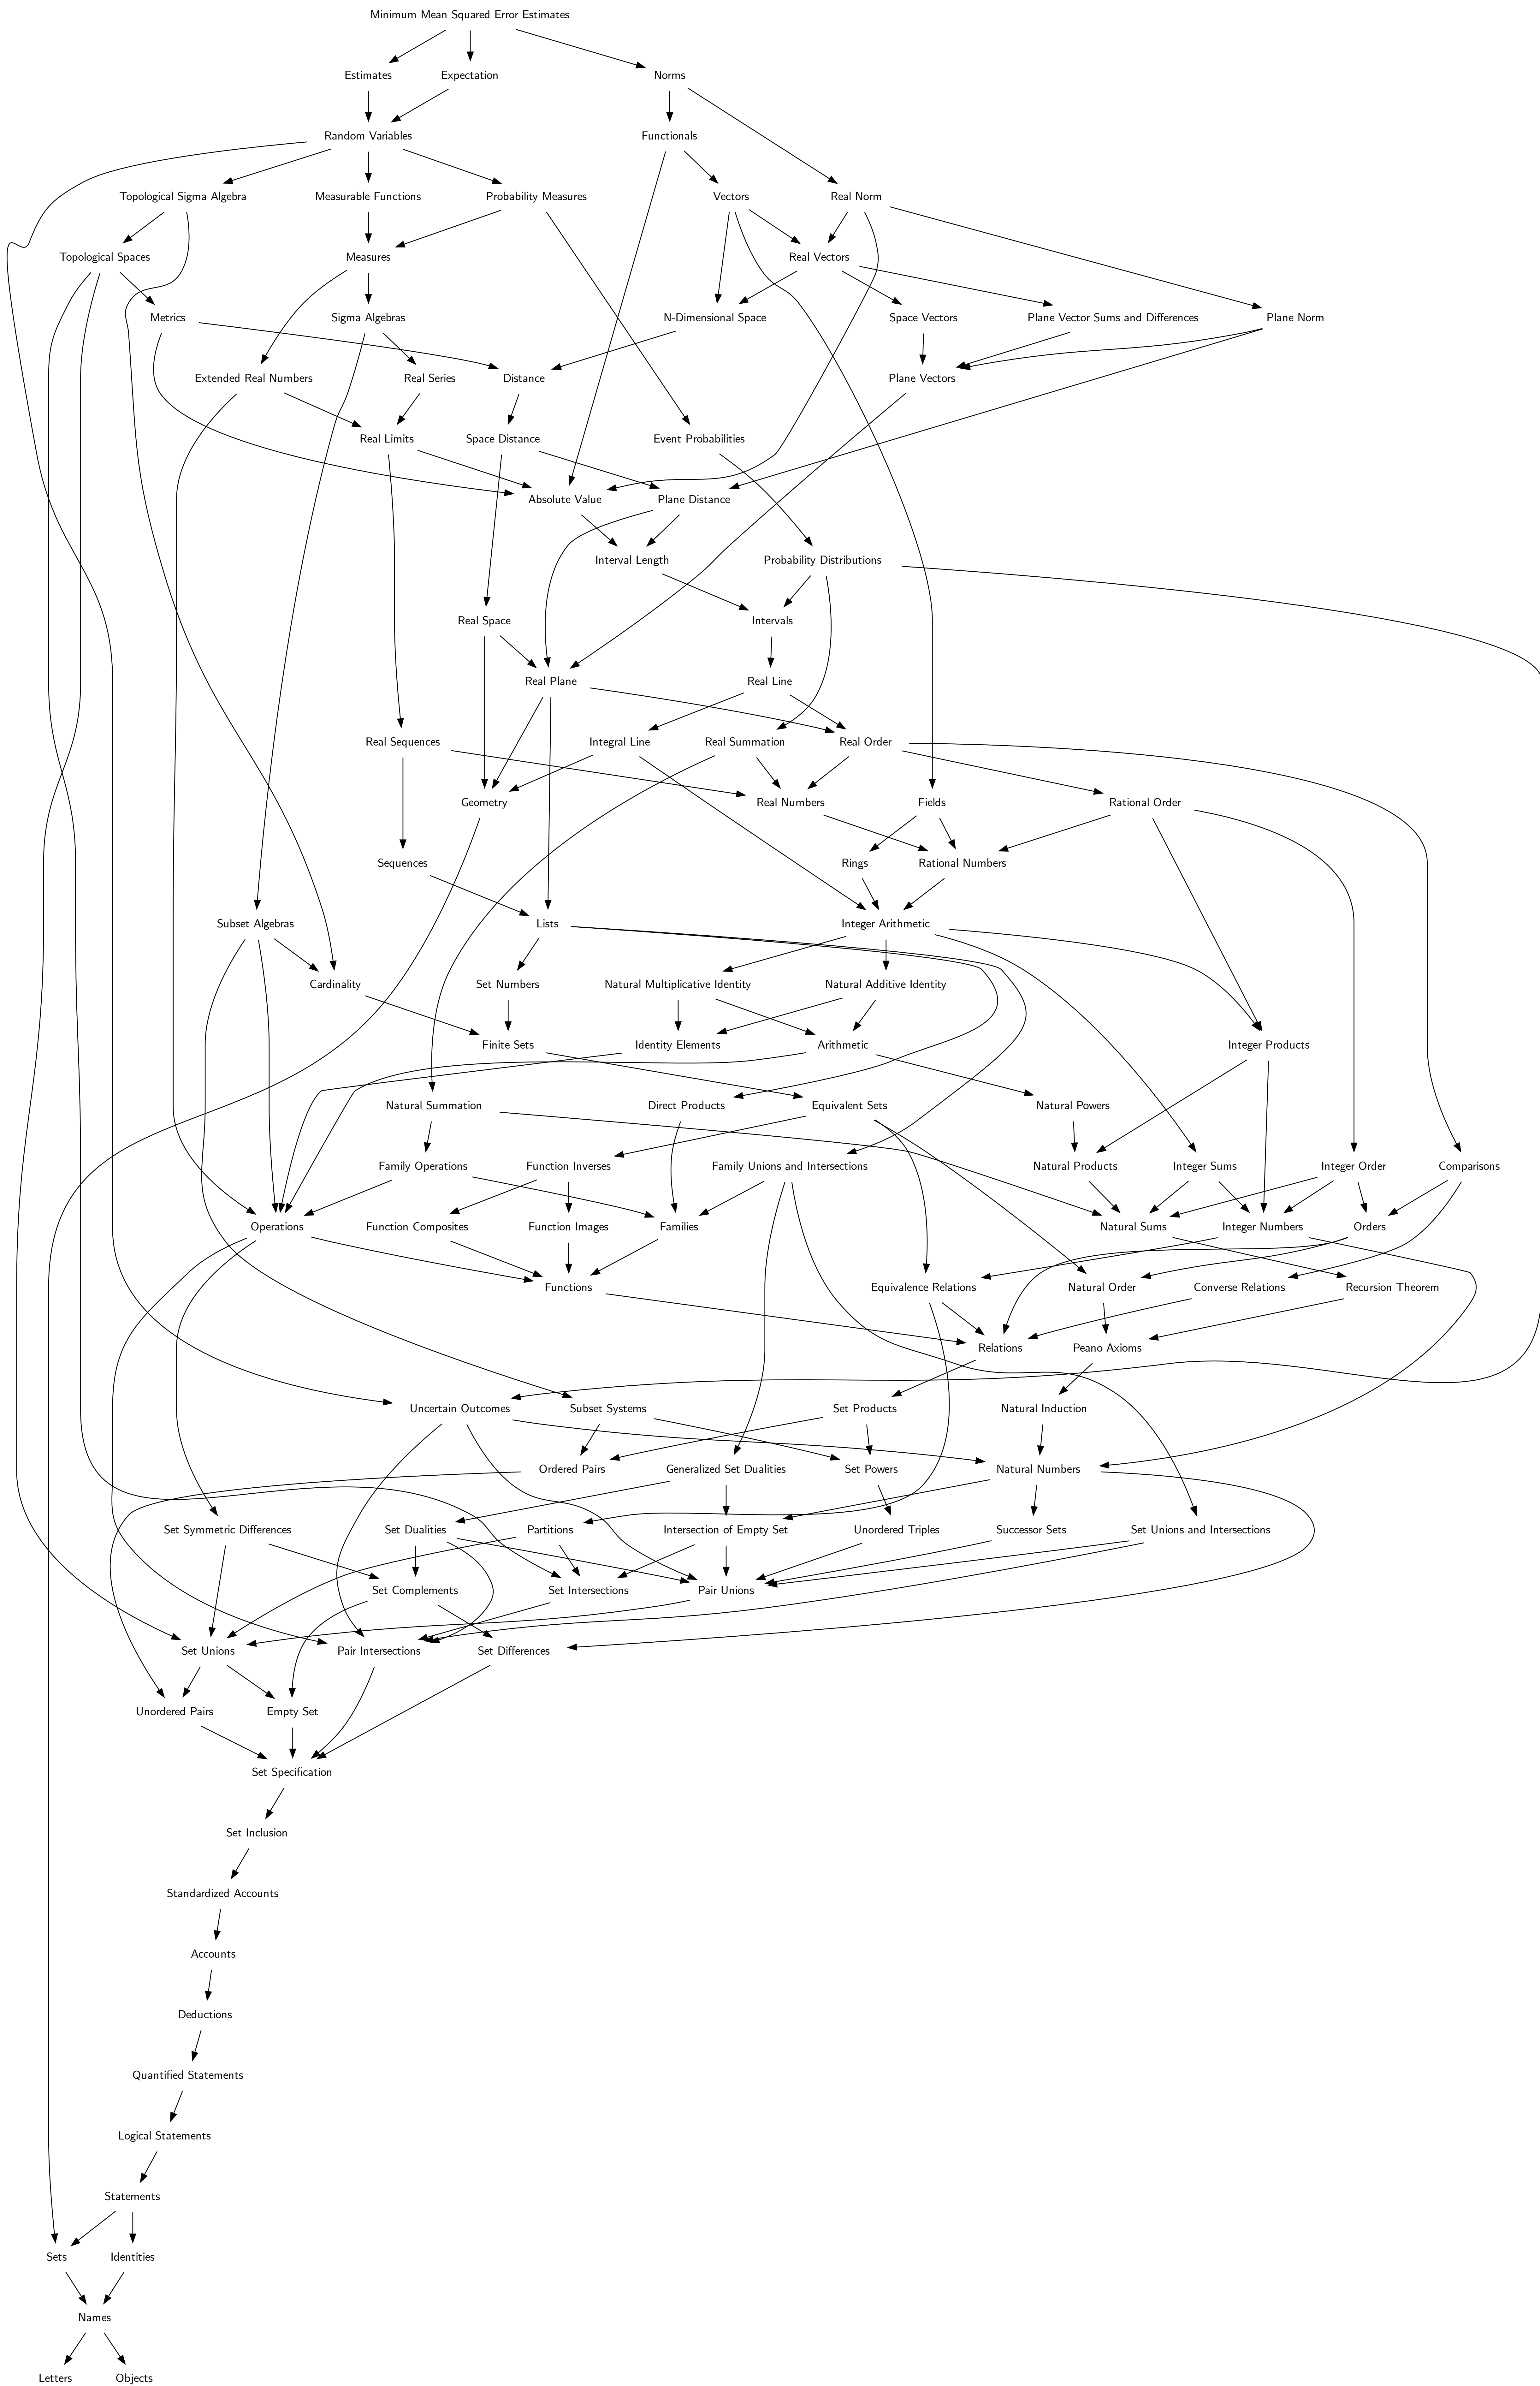 Minimum Mean Squared Error Estimates
Estimates
Expectation
Norms
Random Variables
Functionals
Topological Sigma Algebra
Measurable Functions
Probability Measures
Vectors
Real Norm
Topological Spaces
Measures
Real Vectors
Metrics
Sigma Algebras
N-Dimensional Space
Space Vectors
Plane Vector Sums and Differences
Plane Norm
Extended Real Numbers
Real Series
Distance
Plane Vectors
Real Limits
Space Distance
Event Probabilities
Absolute Value
Plane Distance
Interval Length
Probability Distributions
Real Space
Intervals
Real Plane
Real Line
Real Sequences
Integral Line
Real Summation
Real Order
Geometry
Real Numbers
Fields
Rational Order
Sequences
Rings
Rational Numbers
Subset Algebras
Lists
Integer Arithmetic
Cardinality
Set Numbers
Natural Multiplicative Identity
Natural Additive Identity
Finite Sets
Identity Elements
Arithmetic
Integer Products
Natural Summation
Direct Products
Equivalent Sets
Natural Powers
Family Operations
Function Inverses
Family Unions and Intersections
Natural Products
Integer Sums
Integer Order
Comparisons
Operations
Function Composites
Function Images
Families
Natural Sums
Integer Numbers
Orders
Functions
Equivalence Relations
Natural Order
Converse Relations
Recursion Theorem
Relations
Peano Axioms
Uncertain Outcomes
Subset Systems
Set Products
Natural Induction
Ordered Pairs
Generalized Set Dualities
Set Powers
Natural Numbers
Set Symmetric Differences
Set Dualities
Partitions
Intersection of Empty Set
Unordered Triples
Successor Sets
Set Unions and Intersections
Set Complements
Set Intersections
Pair Unions
Set Unions
Pair Intersections
Set Differences
Unordered Pairs
Empty Set
Set Specification
Set Inclusion
Standardized Accounts
Accounts
Deductions
Quantified Statements
Logical Statements
Statements
Sets
Identities
Names
Letters
Objects